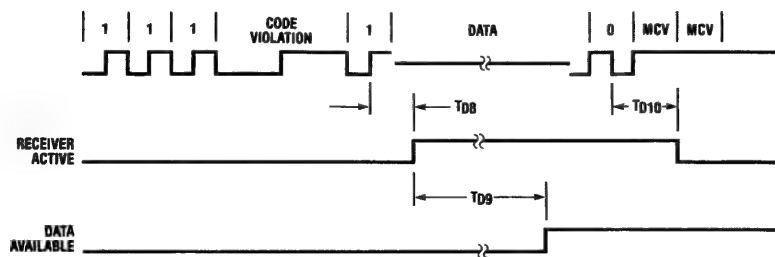 1 1 1 CODE VIOLATION 1 DATA 0 MCV MCV
TD8
TD10
RECEIVER
ACTIVE
TD9
DATA
AVAILABLE